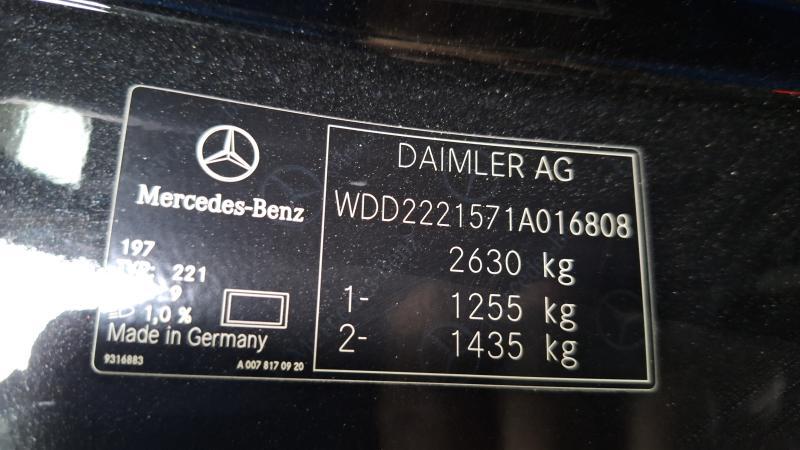 Mercedes-Benz
197
221
1,0 %
Made in Germany
9316883
A 007 817 09 20
DAIMLER AG
WDD2221571A016808
2630 kg
1- 1255 kg
2- 1435 kg